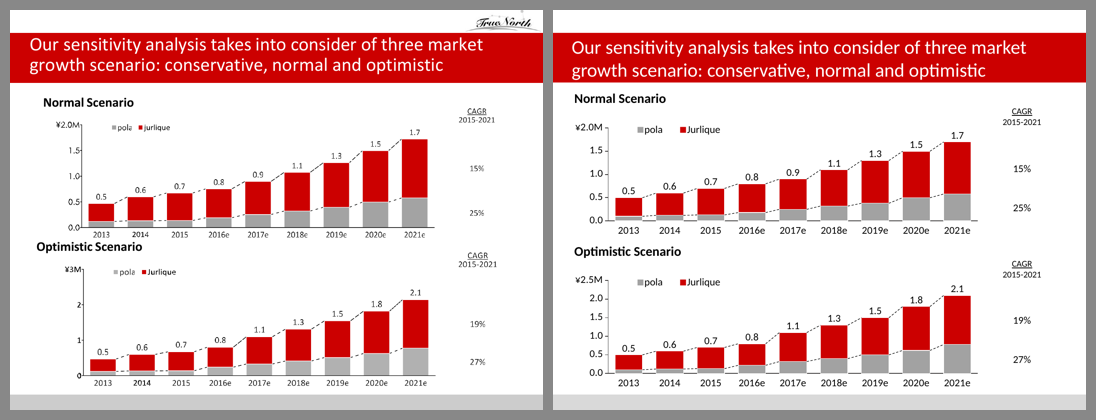 True North
Our sensitivity analysis takes into consider of three market
growth scenario: conservative, normal and optimistic
Normal Scenario
CAGR
2015-2021
¥2.0M
pola
Jurlique
1.5
1.0
0.5
0.0
0.5
0.6
0.7
0.8
0.9
1.1
1.3
1.5
1.7
15%
25%
2013 2014 2015 2016e 2017e 2018e 2019e 2020e 2021e
Optimistic Scenario
CAGR
2015-2021
¥3M
pola
Jurlique
2
1
0
0.5
0.6
0.7
0.8
1.1
1.3
1.5
1.8
2.1
19%
27%
2013 2014 2015 2016e 2017e 2018e 2019e 2020e 2021e
Our sensitivity analysis takes into consider of three market
growth scenario: conservative, normal and optimistic
Normal Scenario
CAGR
2015-2021
¥2.0M
pola
Jurlique
1.5
1.0
0.5
0.0
0.5
0.6
0.7
0.8
0.9
1.1
1.3
1.5
1.7
15%
25%
2013 2014 2015 2016e 2017e 2018e 2019e 2020e 2021e
Optimistic Scenario
CAGR
2015-2021
¥2.5M
pola
Jurlique
2.0
1.5
1.0
0.5
0.0
0.5
0.6
0.7
0.8
1.1
1.3
1.5
1.8
2.1
19%
27%
2013 2014 2015 2016e 2017e 2018e 2019e 2020e 2021e